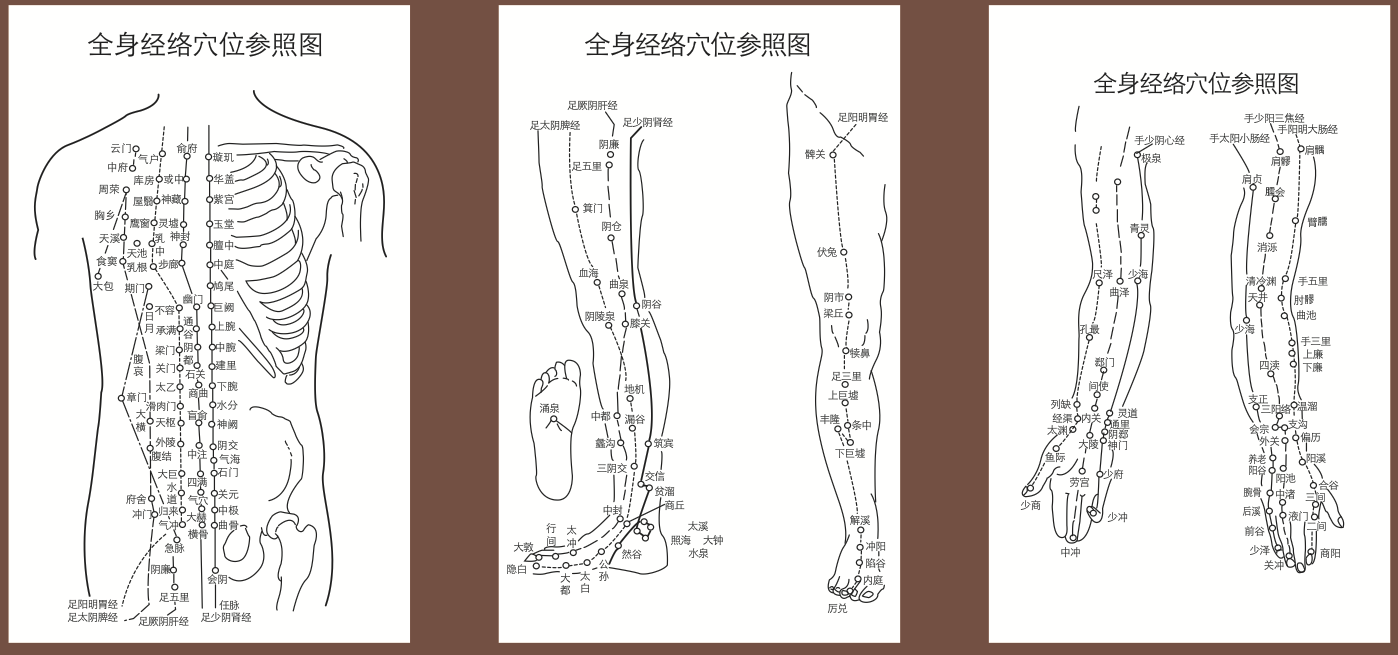 全身经络穴位参照图
云门
气户
俞府
璇玑
中府
库房
或中
华盖
周荣
屋翳
神藏
紫宫
胸乡
鹰窗
灵墟
玉堂
天溪
乳中
神封
膻中
天池
食窦
乳根
步廊
中庭
大包
期门
鸠尾
幽门
日月
不容
巨阙
承满
通谷
上脘
梁门
阴都
中脘
腹哀
关门
石关
建里
太乙
商曲
下脘
章门
滑肉门
水分
大横
天枢
肓俞
神阙
外陵
阴交
腹结
中注
气海
大巨
石门
水道
四满
府舍
气穴
关元
冲门
归来
大赫
中极
气冲
横骨
曲骨
急脉
阴廉
会阴
足五里
足阳明胃经
任脉
足太阴脾经
足厥阴肝经
足少阴肾经
全身经络穴位参照图
足厥阴肝经
足太阴脾经
足少阴肾经
足阳明胃经
阴廉
足五里
髀关
箕门
阴仓
伏兔
血海
曲泉
阴谷
阴市
阴陵泉
膝关
梁丘
犊鼻
足三里
地机
上巨墟
涌泉
中都
漏谷
丰隆
条中
蠡沟
筑宾
下巨墟
三阴交
交信
贫溜
中封
商丘
解溪
行间
太冲
太溪
照海
大钟
水泉
大敦
然谷
冲阳
隐白
公孙
陷谷
大都
太白
内庭
厉兑
全身经络穴位参照图
手少阳三焦经
手阳明大肠经
手少阴心经
手太阳小肠经
极泉
肩髎
肩髃
肩贞
臑会
青灵
臂臑
消泺
尺泽
少海
清冷渊
手五里
曲泽
天井
肘髎
曲池
孔最
少海
手三里
上廉
郄门
四渎
下廉
间使
列缺
支正
三阳络
温溜
经渠
内关
灵道
太渊
通里
会宗
支沟
阴郄
大陵
神门
外关
偏历
鱼际
养老
阳溪
劳宫
少府
阳谷
阳池
合谷
少商
腕骨
中渚
三间
少冲
后溪
液门
二间
前谷
中冲
少泽
关冲
商阳